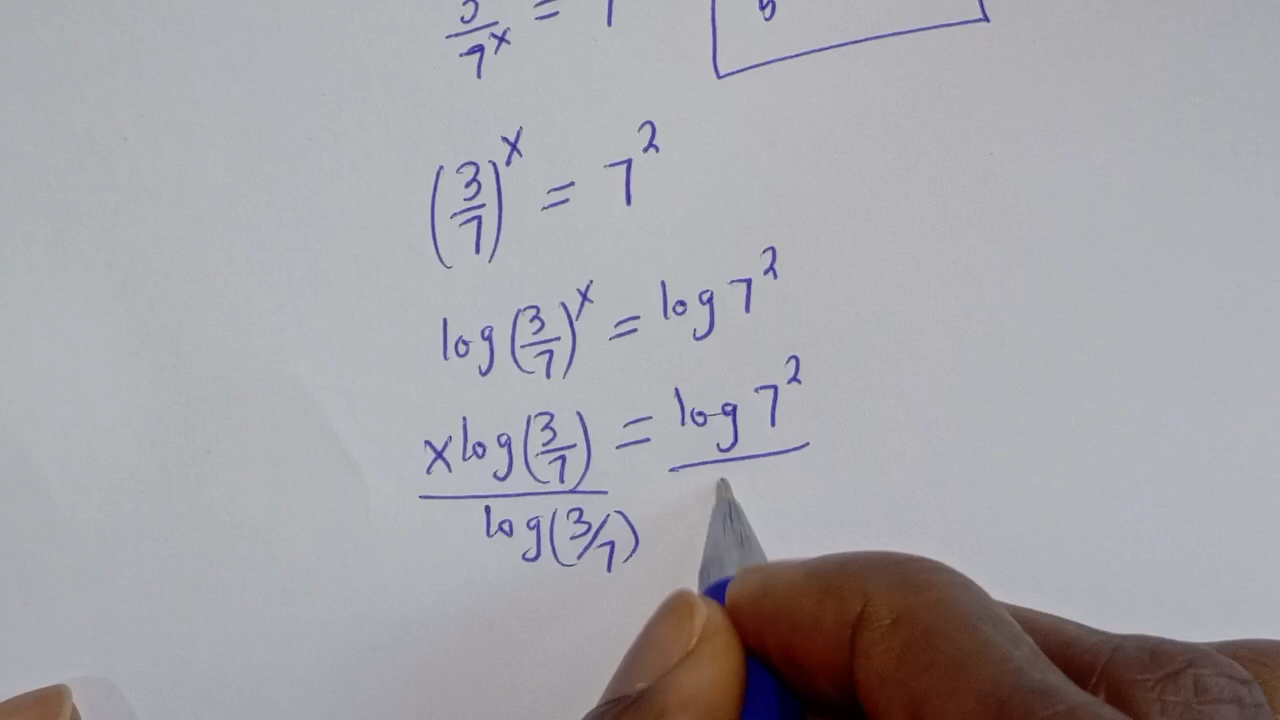 7^x =
(3/7)^x = 7^2
log(3/7)^x = log 7^2
x log(3/7) = log 7^2
log(3/7)